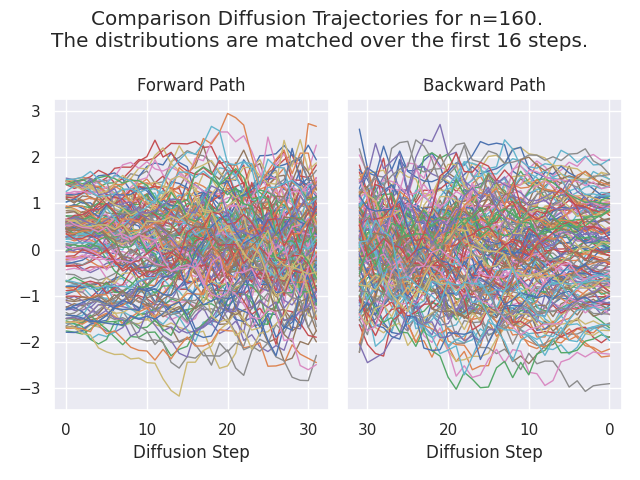 Comparison Diffusion Trajectories for n=160.
The distributions are matched over the first 16 steps.
Forward Path
Backward Path
3
2
1
0
−1
−2
−3
0 10 20 30
30 20 10 0
Diffusion Step
Diffusion Step